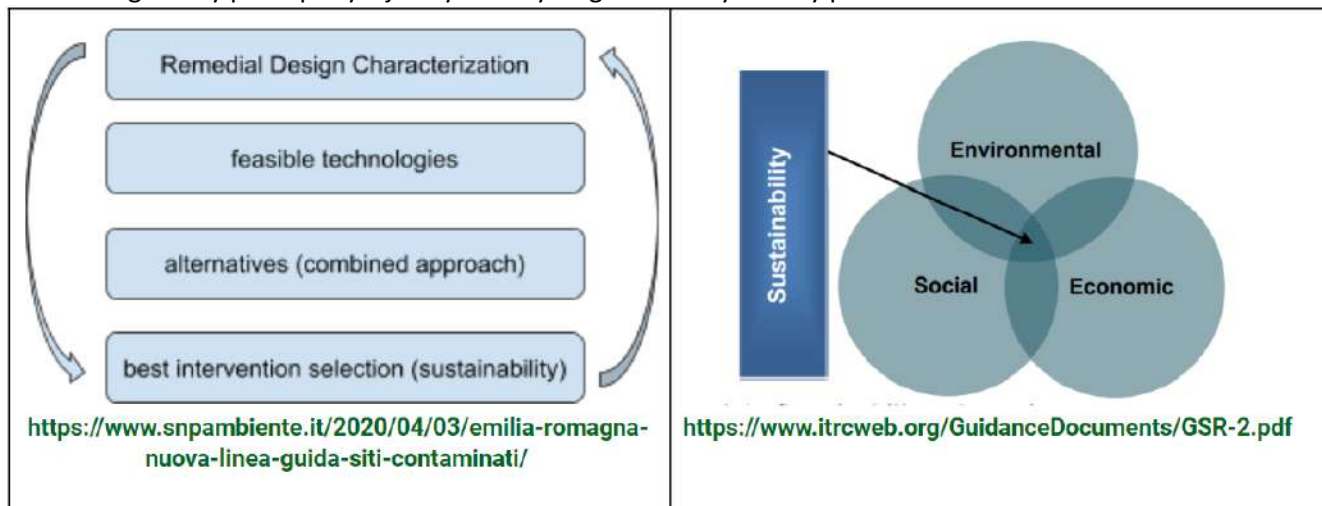 Remedial Design Characterization
feasible technologies
alternatives (combined approach)
best intervention selection (sustainability)
https://www.snpambiente.it/2020/04/03/emilia-romagna-
nuova-linea-guida-siti-contaminati/
Sustainability
Environmental
Social
Economic
https://www.itrcweb.org/GuidanceDocuments/GSR-2.pdf